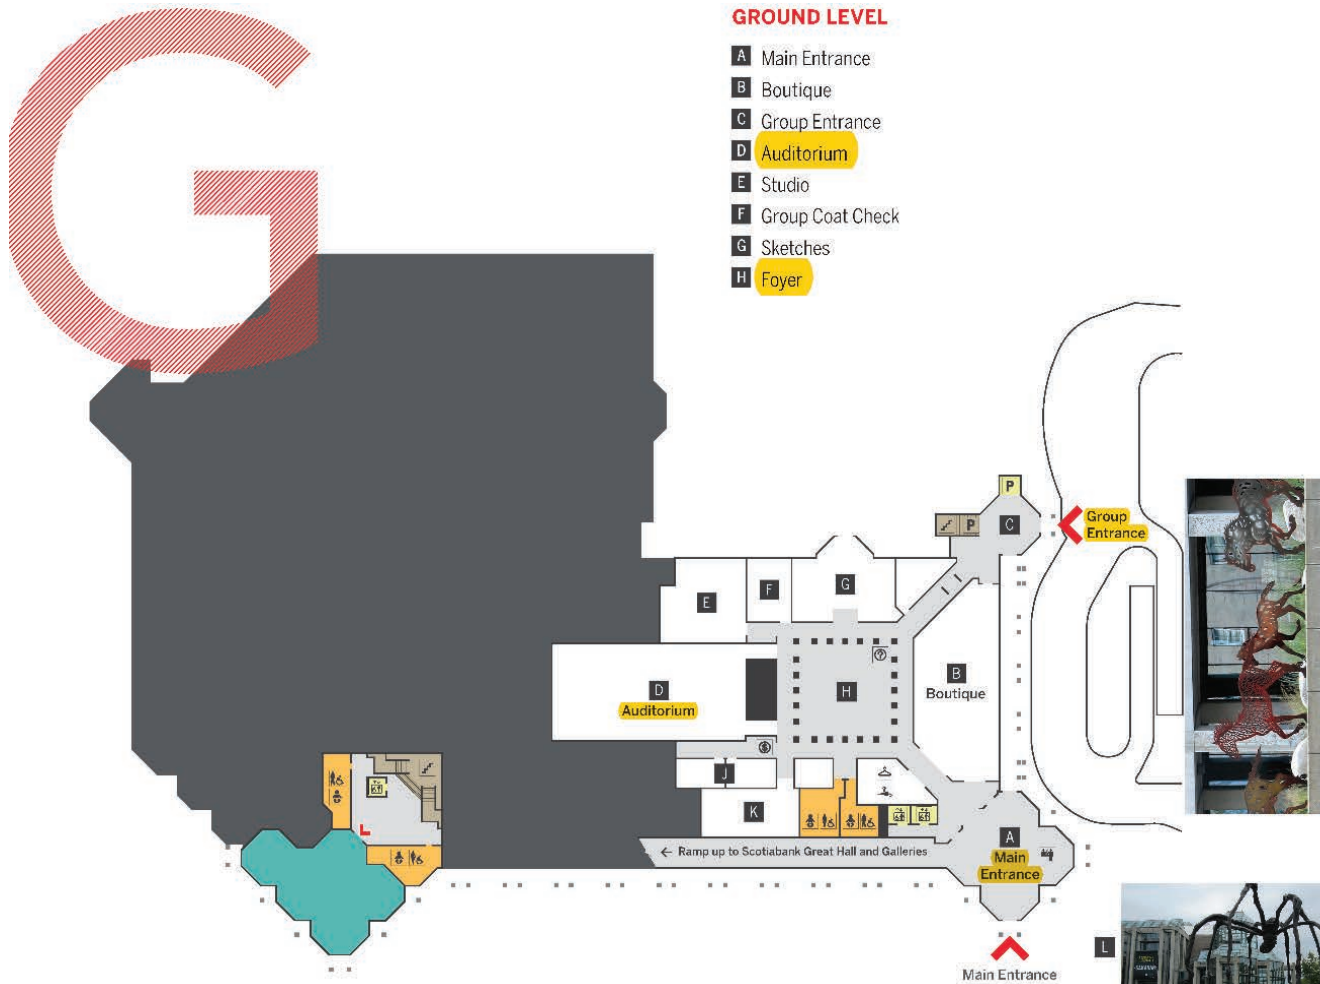 G
GROUND LEVEL
A Main Entrance
B Boutique
C Group Entrance
D Auditorium
E Studio
F Group Coat Check
G Sketches
H Foyer
P
P
C
Group
Entrance
E
F
G
D
Auditorium
H
?
B
Boutique
$
J
K
A
Main
Entrance
← Ramp up to Scotiabank Great Hall and Galleries
L
Main Entrance